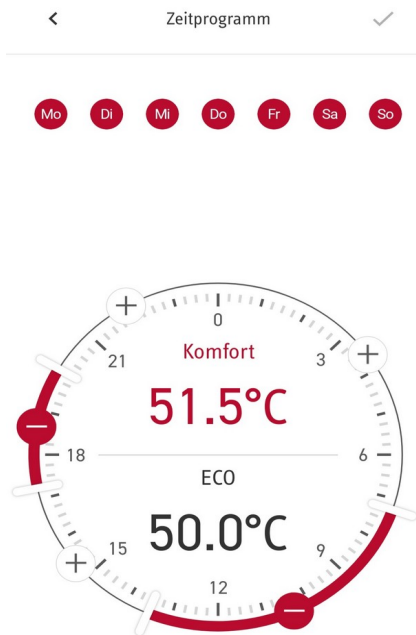 Zeitprogramm
Mo Di Mi Do Fr Sa So
0
21
3
Komfort
51.5°C
18
6
ECO
50.0°C
15
9
12